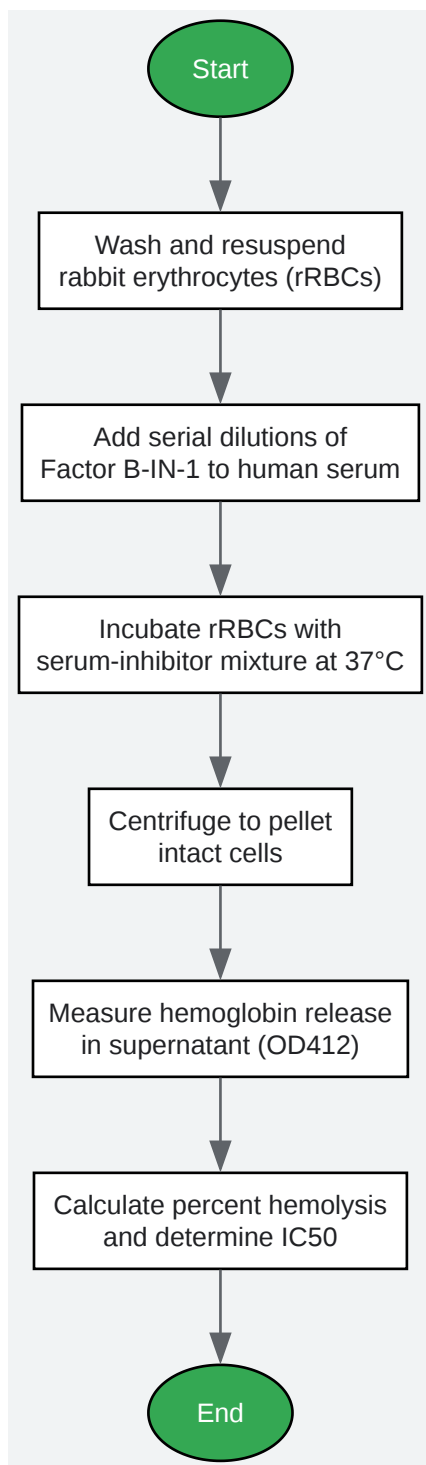 Start
Wash and resuspend
rabbit erythrocytes (rRBCs)
Add serial dilutions of
Factor B-IN-1 to human serum
Incubate rRBCs with
serum-inhibitor mixture at 37°C
Centrifuge to pellet
intact cells
Measure hemoglobin release
in supernatant (OD412)
Calculate percent hemolysis
and determine IC50
End